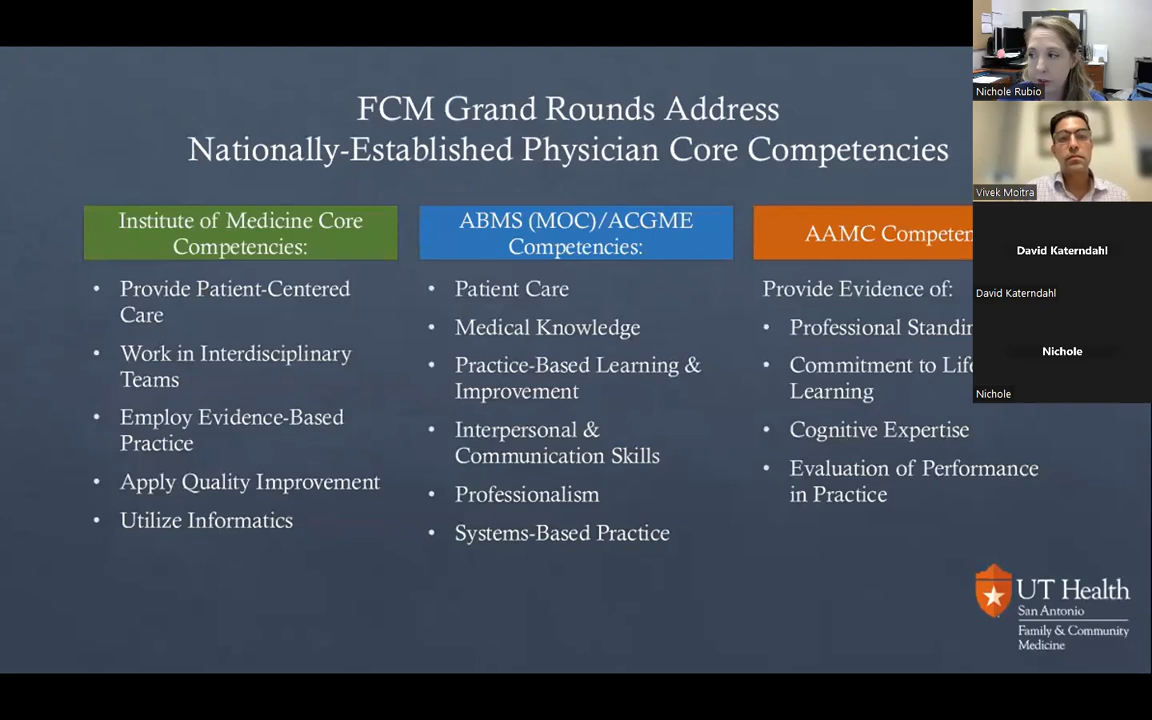 FCM Grand Rounds Address
Nationally-Established Physician Core Competencies
Institute of Medicine Core
Competencies:
• Provide Patient-Centered
Care
• Work in Interdisciplinary
Teams
• Employ Evidence-Based
Practice
• Apply Quality Improvement
• Utilize Informatics
ABMS (MOC)/ACGME
Competencies:
• Patient Care
• Medical Knowledge
• Practice-Based Learning &
Improvement
• Interpersonal &
Communication Skills
• Professionalism
• Systems-Based Practice
AAMC Competen
Provide Evidence of:
• Professional Standin
• Commitment to Life
Learning
• Cognitive Expertise
• Evaluation of Performance
in Practice
Nichole Rubio
Vivek Moitra
David Katerndahl
David Katerndahl
Nichole
Nichole
UT Health
San Antonio
Family & Community
Medicine